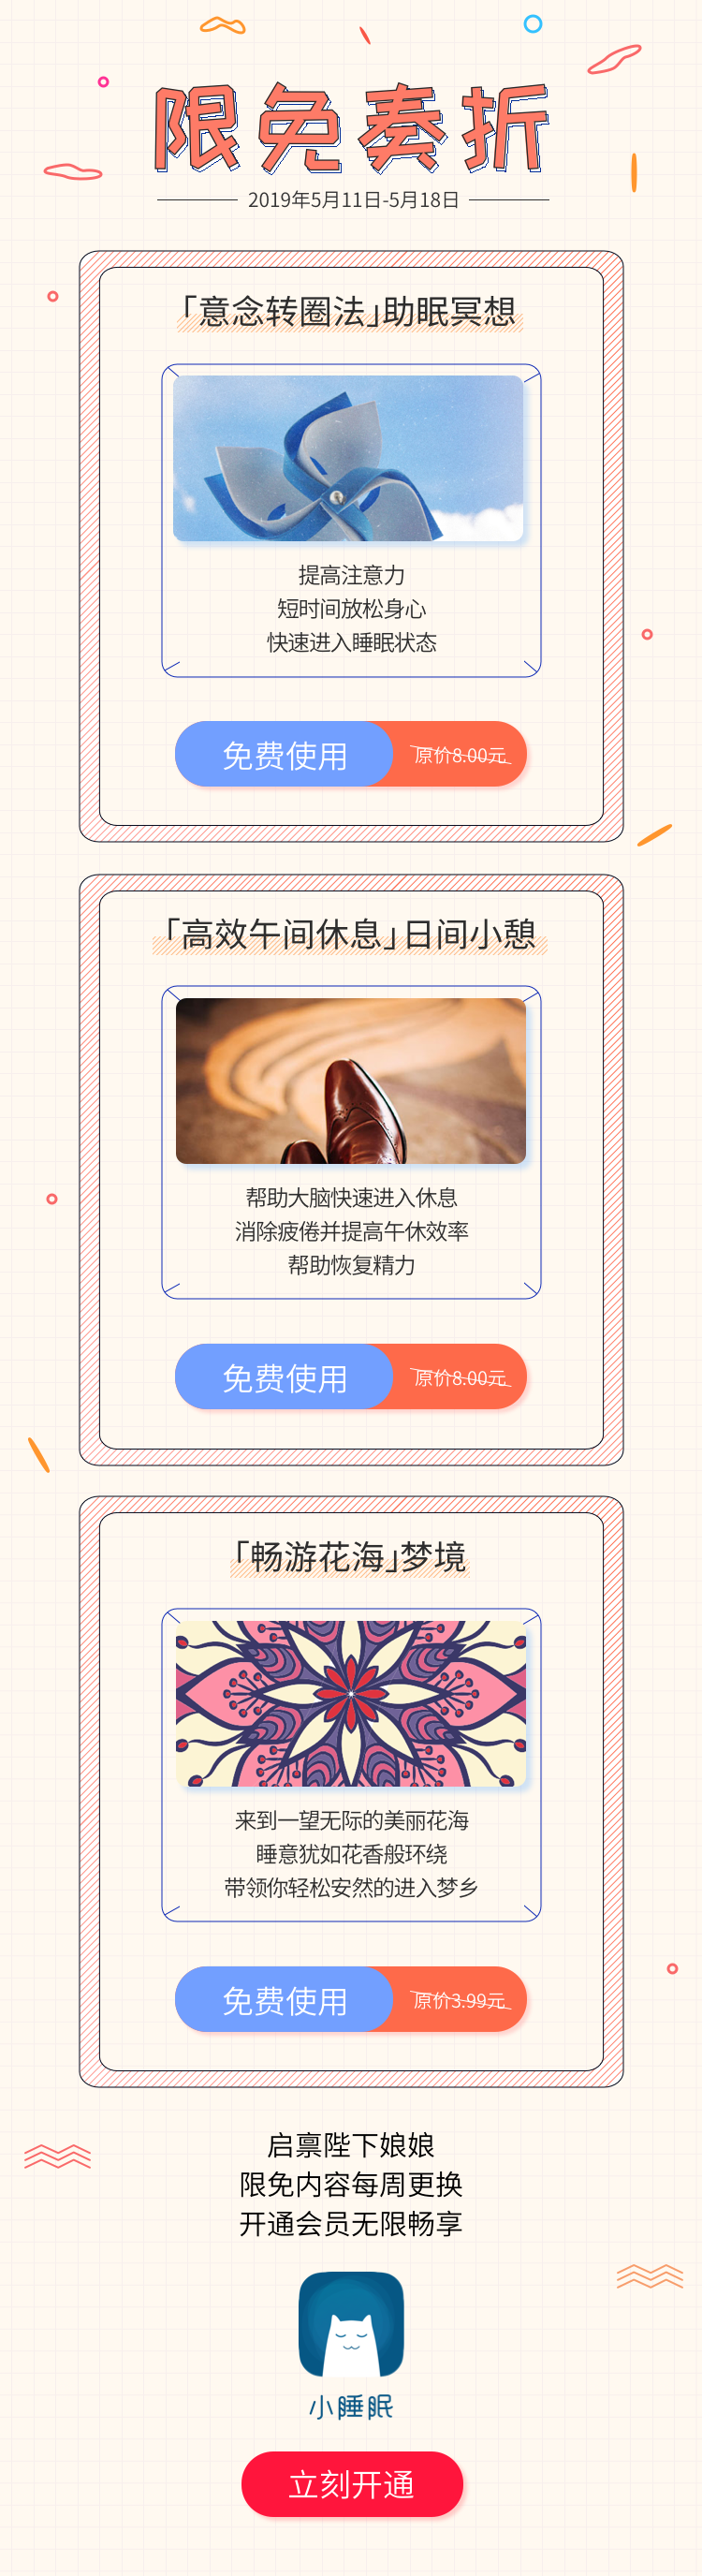 限免奏折
2019年5月11日-5月18日
「意念转圈法」助眠冥想
提高注意力
短时间放松身心
快速进入睡眠状态
免费使用 原价8.00元
「高效午间休息」日间小憩
帮助大脑快速进入休息
消除疲倦并提高午休效率
帮助恢复精力
免费使用 原价8.00元
「畅游花海」梦境
来到一望无际的美丽花海
睡意犹如花香般环绕
带领你轻松安然的进入梦乡
免费使用 原价3.99元
启禀陛下娘娘
限免内容每周更换
开通会员无限畅享
小睡眠
立刻开通